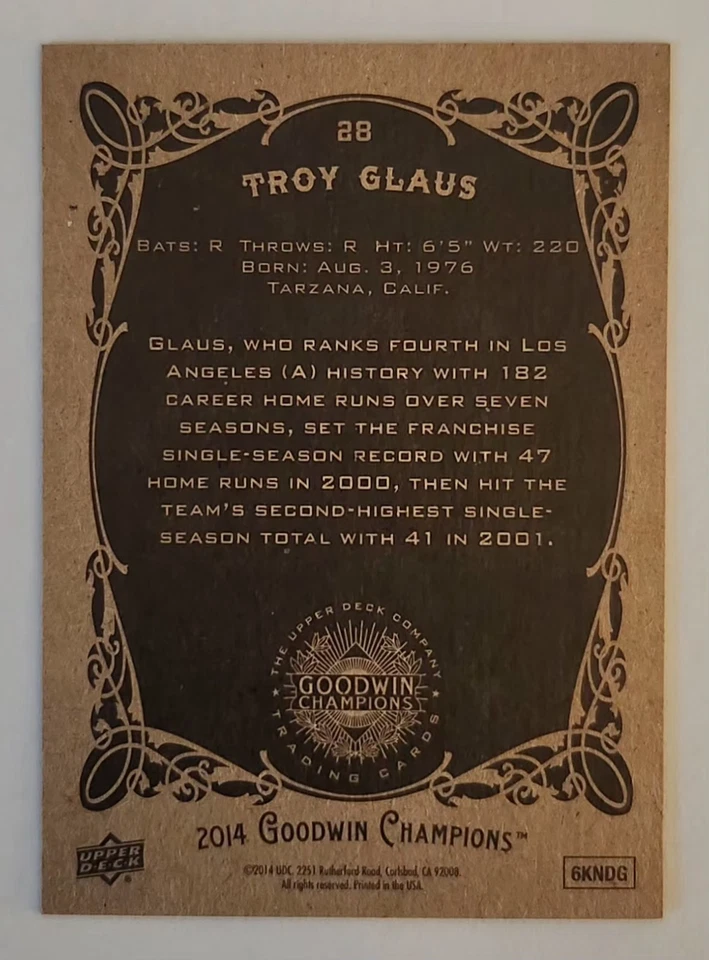 28
TROY GLAUS
BATS: R THROWS: R HT: 6'5" WT: 220
BORN: AUG. 3, 1976
TARZANA, CALIF.
GLAUS, WHO RANKS FOURTH IN LOS
ANGELES (A) HISTORY WITH 182
CAREER HOME RUNS OVER SEVEN
SEASONS, SET THE FRANCHISE
SINGLE-SEASON RECORD WITH 47
HOME RUNS IN 2000, THEN HIT THE
TEAM'S SECOND-HIGHEST SINGLE-
SEASON TOTAL WITH 41 IN 2001.
★ THE UPPER DECK COMPANY ★
GOODWIN
CHAMPIONS
TRADING CARDS
2014 GOODWIN CHAMPIONS™
UPPER
D·E·C·K
®
©2014 UDC. 2251 Rutherford Road, Carlsbad, CA 92008.
All rights reserved. Printed in the USA.
6KNDG